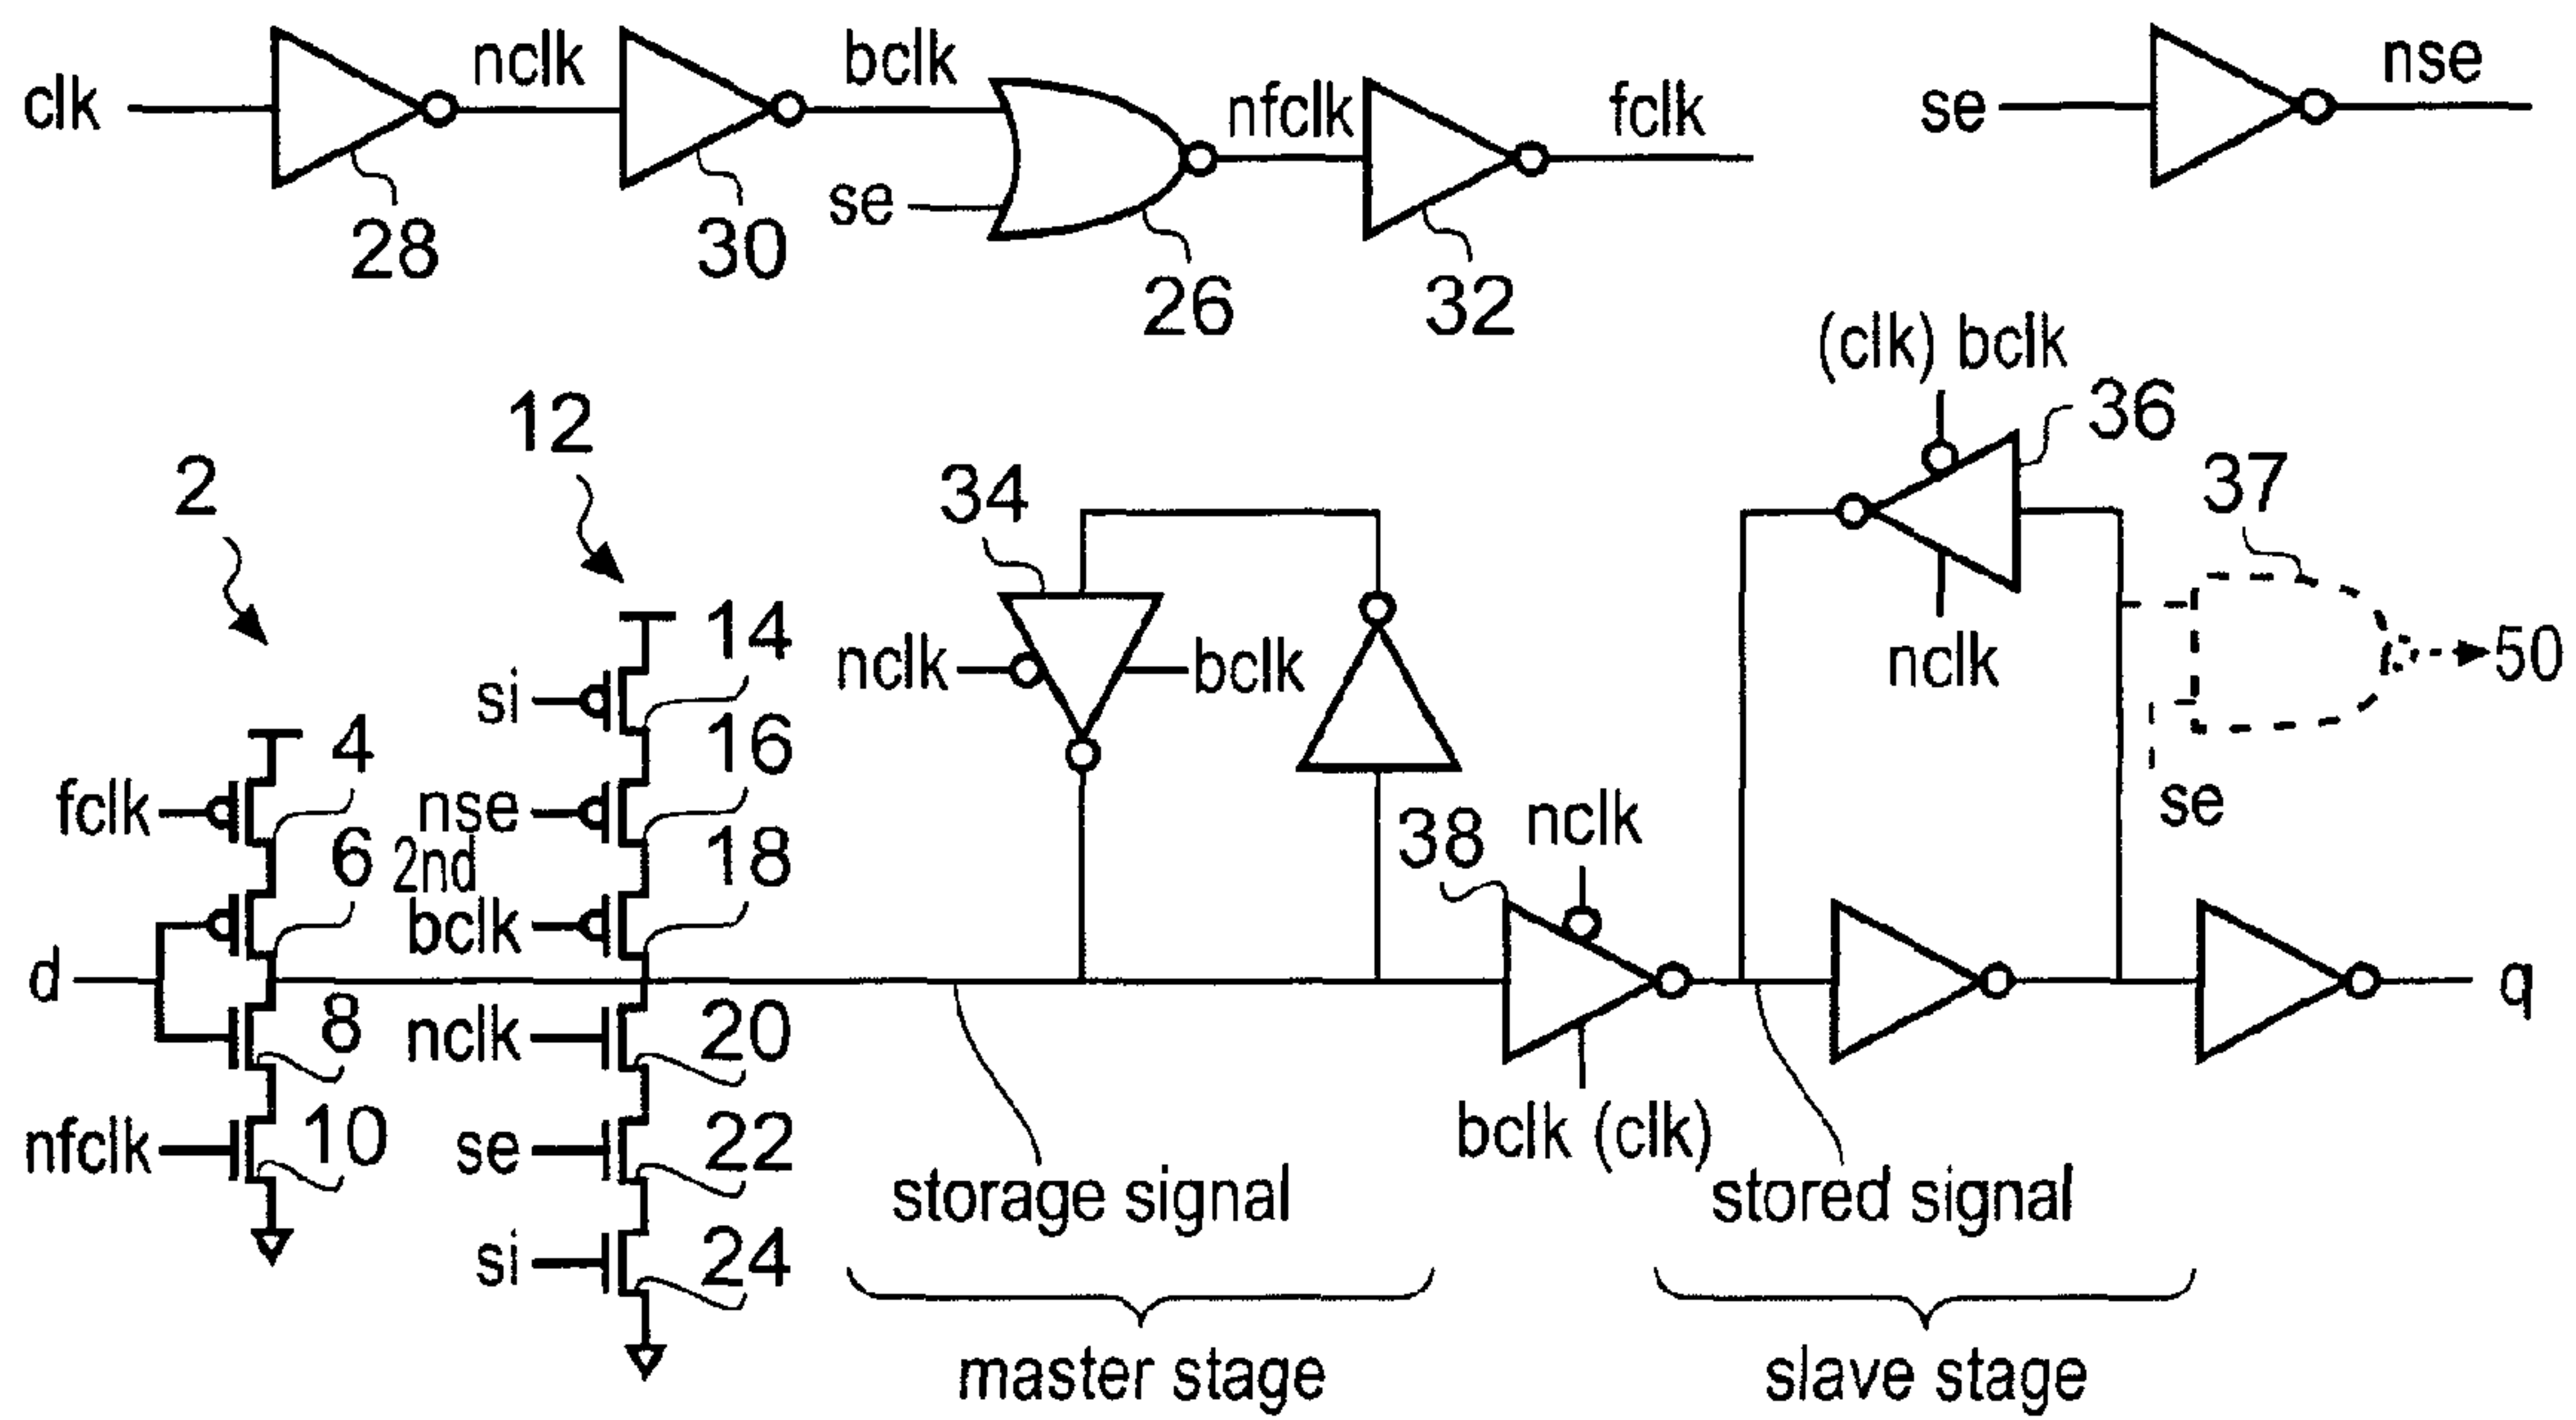 clk nclk bclk nfclk fclk se nse
se
28 30 26 32
(clk) bclk
12 36
2 34 37
14
nclk bclk nclk 50
si
4 16 se
fclk nse 38 nclk
6 2nd 18
bclk
d q
8 nclk 20
10 bclk (clk)
nfclk se 22
storage signal stored signal
si 24
master stage slave stage